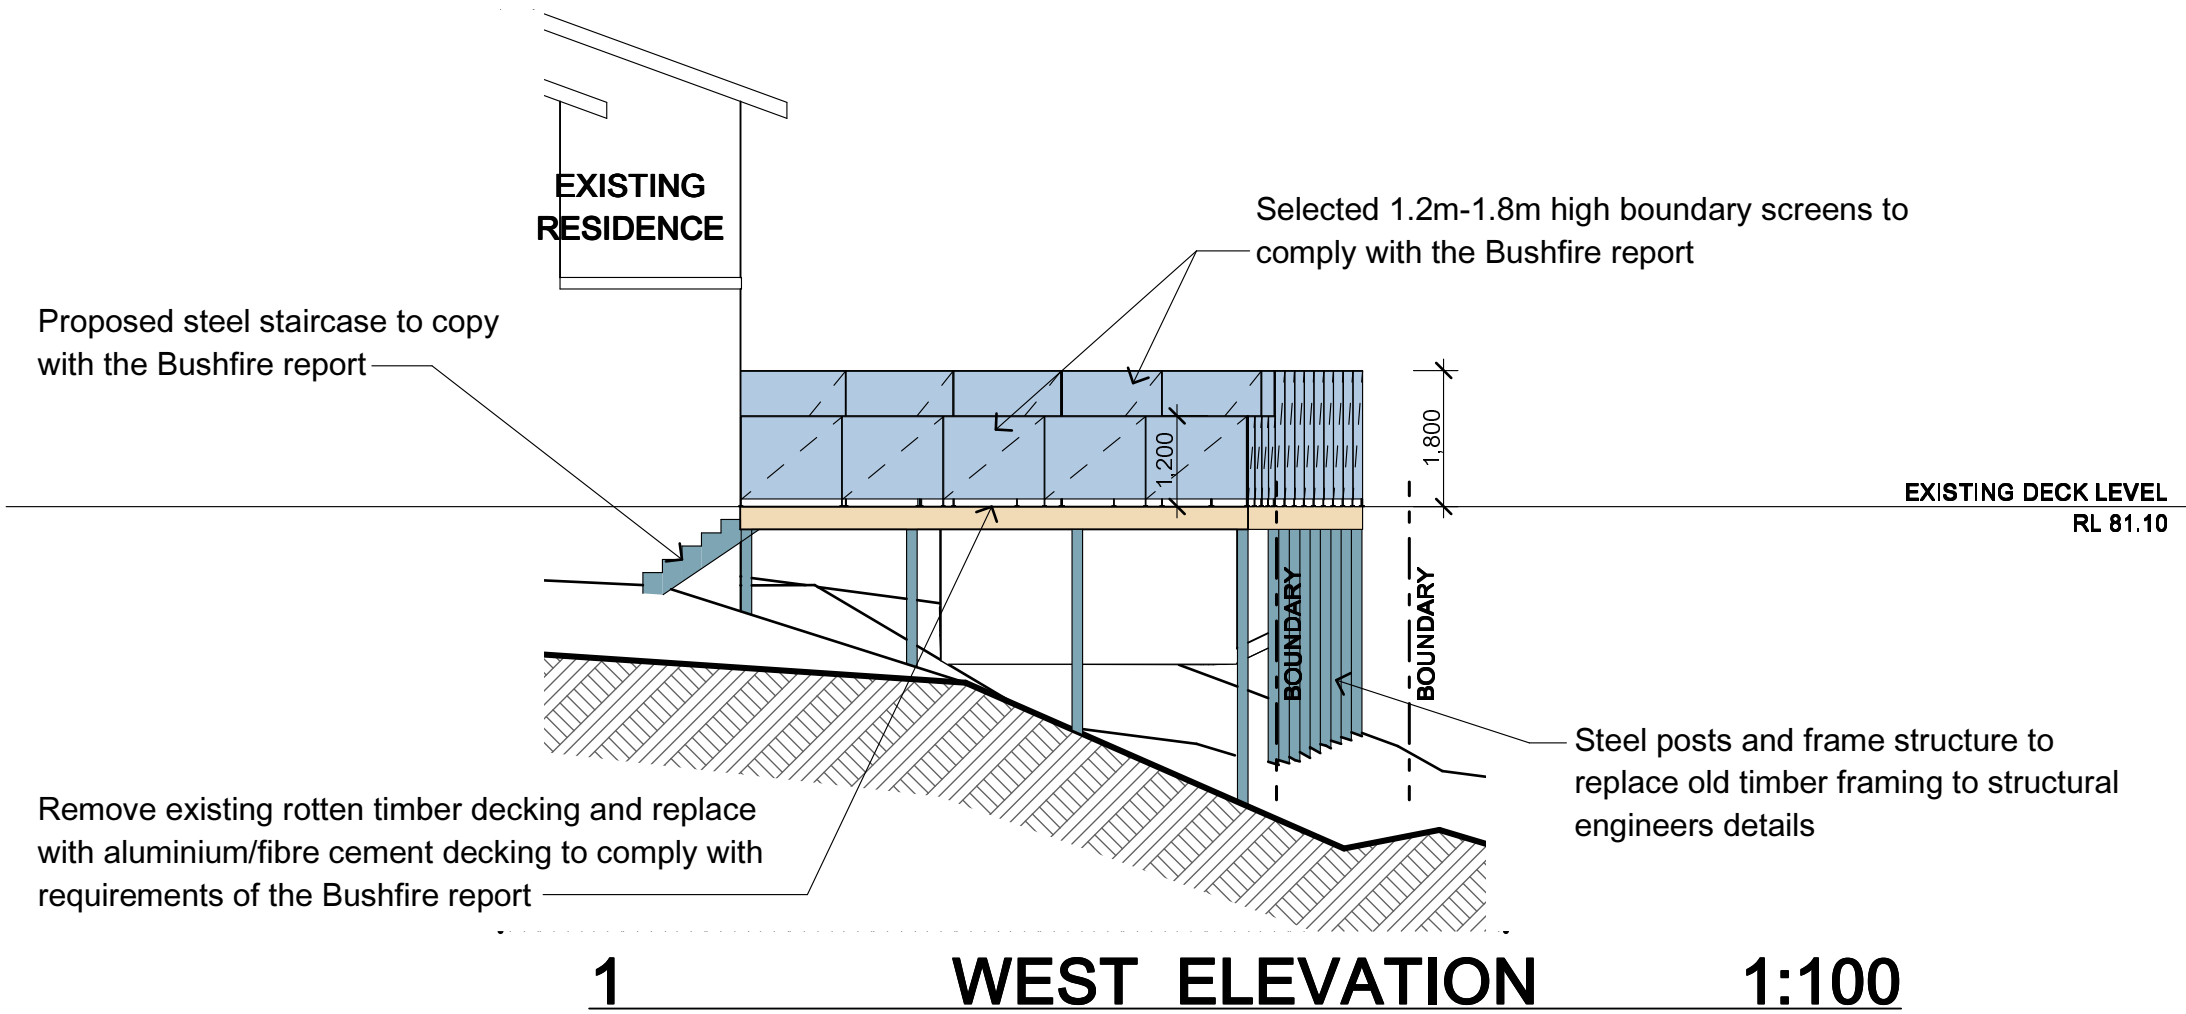 EXISTING
RESIDENCE
Selected 1.2m-1.8m high boundary screens to
comply with the Bushfire report
Proposed steel staircase to copy
with the Bushfire report
1,200
1,800
EXISTING DECK LEVEL
RL 81.10
BOUNDARY
BOUNDARY
Steel posts and frame structure to
replace old timber framing to structural
engineers details
Remove existing rotten timber decking and replace
with aluminium/fibre cement decking to comply with
requirements of the Bushfire report
1 WEST ELEVATION 1:100